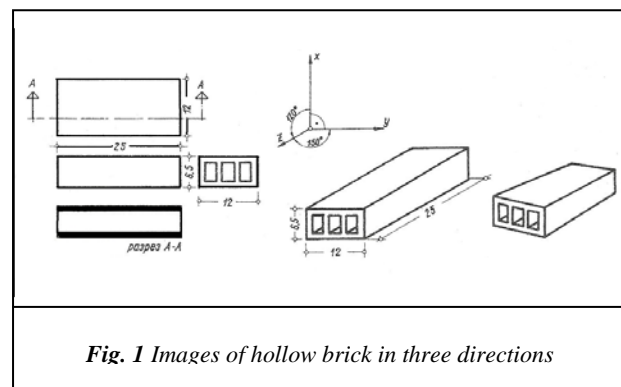 A A
12
25
6,5
12
разрез А-А
x
120°
z
y
150°
6,5
12
25
Fig. 1 Images of hollow brick in three directions